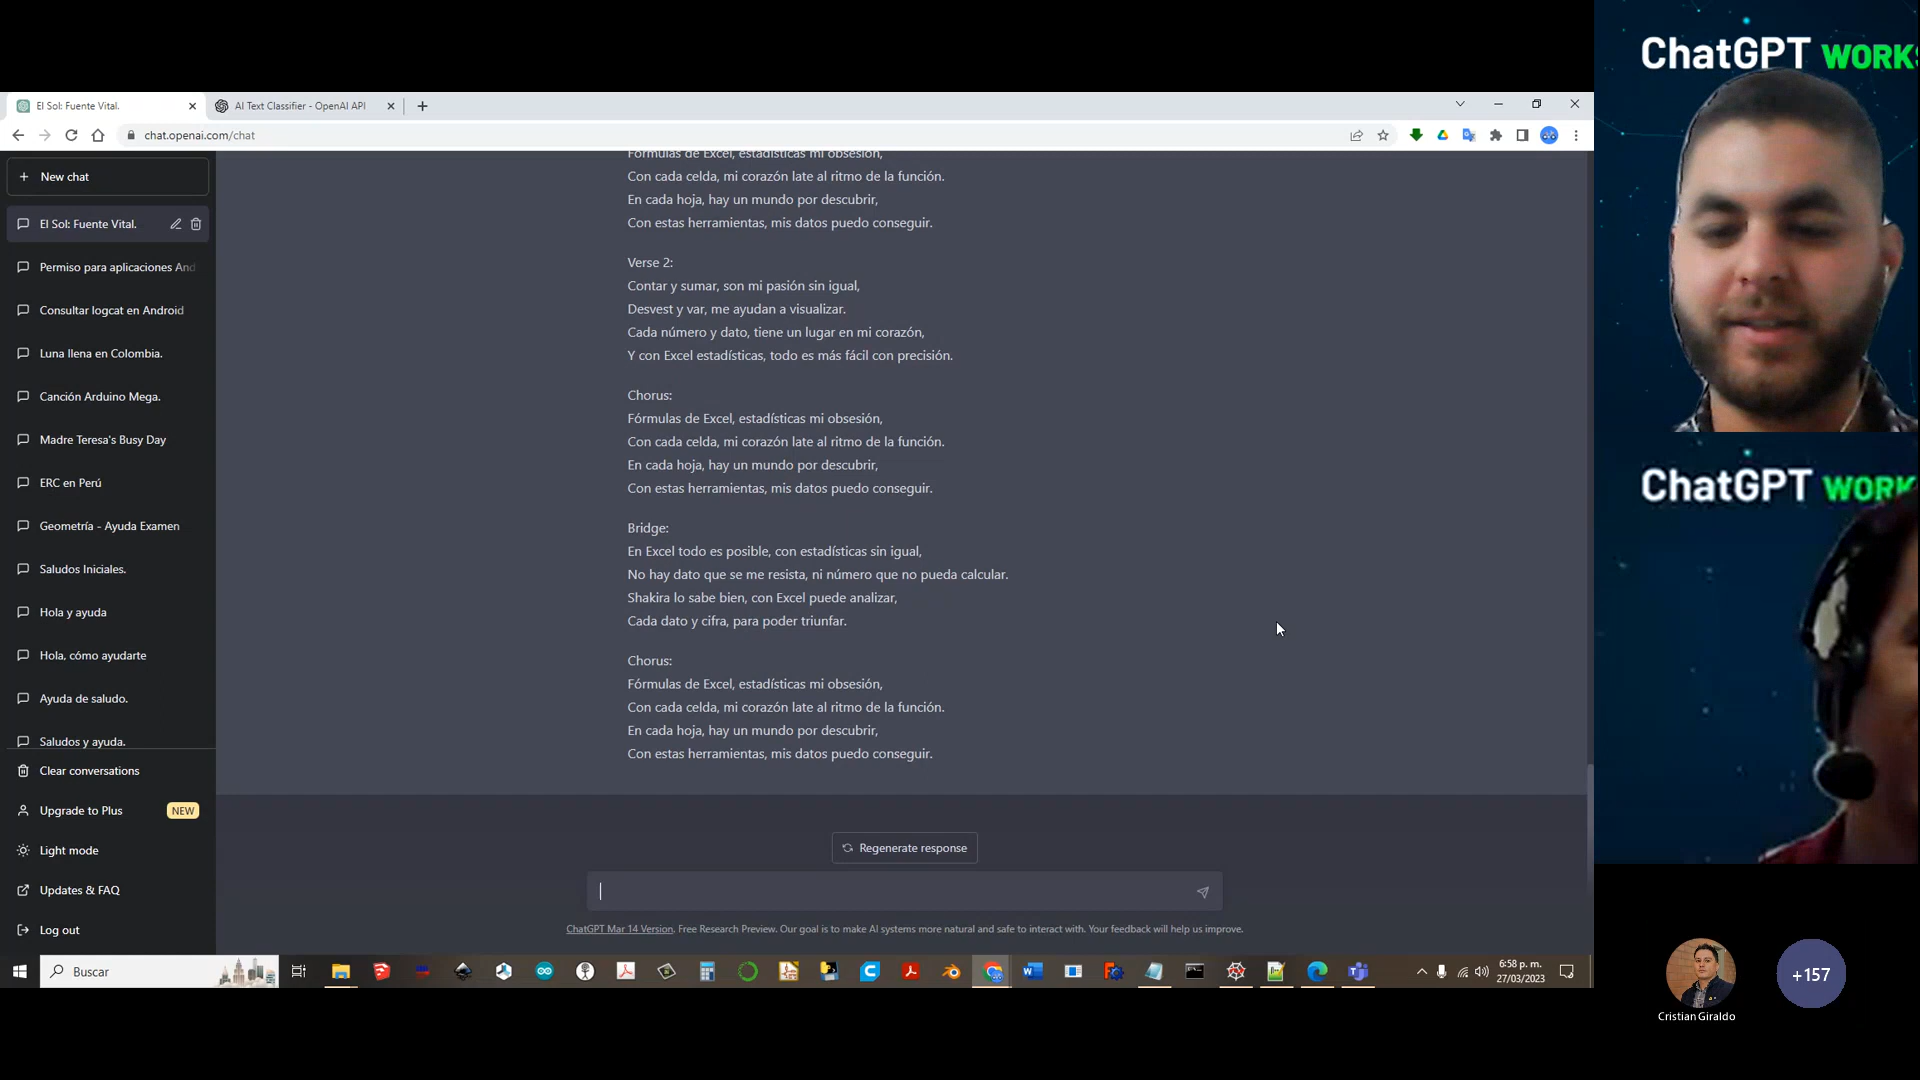 ChatGPT WORKS
El Sol: Fuente Vital.
AI Text Classifier - OpenAI API
chat.openai.com/chat
New chat
El Sol: Fuente Vital.
Permiso para aplicaciones And
Consultar logcat en Android
Luna llena en Colombia.
Canción Arduino Mega.
Madre Teresa's Busy Day
ERC en Perú
Geometría - Ayuda Examen
Saludos Iniciales.
Hola y ayuda
Hola, cómo ayudarte
Ayuda de saludo.
Saludos y ayuda.
Clear conversations
Upgrade to Plus NEW
Light mode
Updates & FAQ
Log out
Fórmulas de Excel, estadísticas mi obsesión,
Con cada celda, mi corazón late al ritmo de la función.
En cada hoja, hay un mundo por descubrir,
Con estas herramientas, mis datos puedo conseguir.
Verse 2:
Contar y sumar, son mi pasión sin igual,
Desvest y var, me ayudan a visualizar.
Cada número y dato, tiene un lugar en mi corazón,
Y con Excel estadísticas, todo es más fácil con precisión.
Chorus:
Fórmulas de Excel, estadísticas mi obsesión,
Con cada celda, mi corazón late al ritmo de la función.
En cada hoja, hay un mundo por descubrir,
Con estas herramientas, mis datos puedo conseguir.
Bridge:
En Excel todo es posible, con estadísticas sin igual,
No hay dato que se me resista, ni número que no pueda calcular.
Shakira lo sabe bien, con Excel puede analizar,
Cada dato y cifra, para poder triunfar.
Chorus:
Fórmulas de Excel, estadísticas mi obsesión,
Con cada celda, mi corazón late al ritmo de la función.
En cada hoja, hay un mundo por descubrir,
Con estas herramientas, mis datos puedo conseguir.
Regenerate response
ChatGPT Mar 14 Version. Free Research Preview. Our goal is to make AI systems more natural and safe to interact with. Your feedback will help us improve.
Buscar
6:58 p. m.
27/03/2023
ChatGPT WORK
Cristian Giraldo
+157